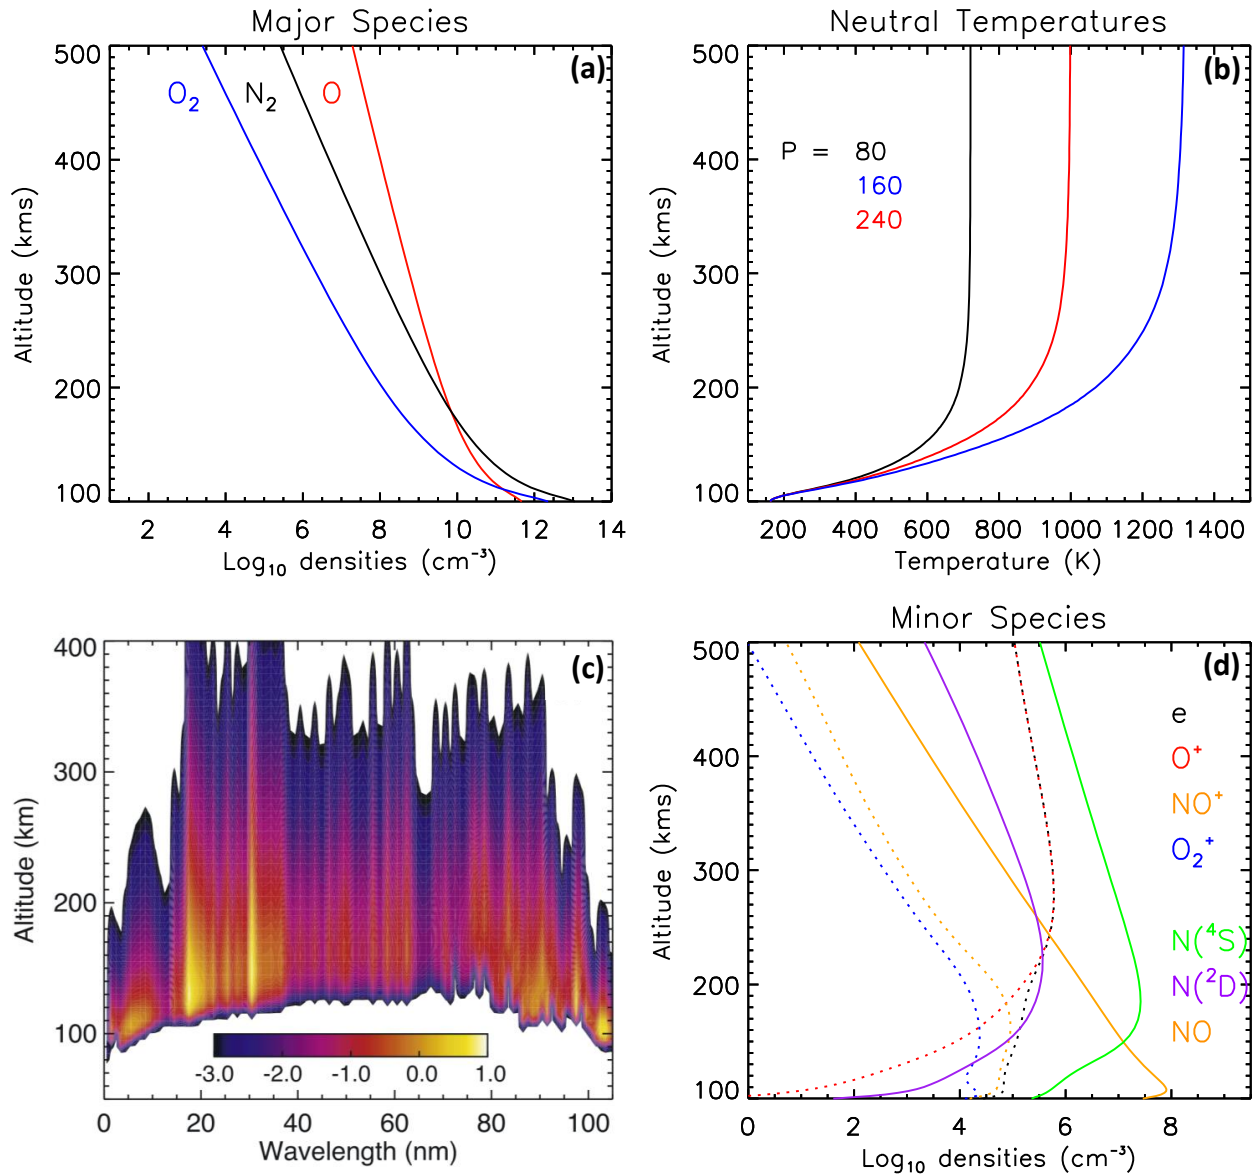 Major Species
(a)
O₂
N₂
O
500
400
300
200
100
Altitude (kms)
2 4 6 8 10 12 14
Log₁₀ densities (cm⁻³)
Neutral Temperatures
(b)
P = 80
160
240
500
400
300
200
100
Altitude (kms)
200 400 600 800 1000 1200 1400
Temperature (K)
(c)
400
300
200
100
Altitude (km)
-3.0 -2.0 -1.0 0.0 1.0
0 20 40 60 80 100
Wavelength (nm)
Minor Species
(d)
e
O⁺
NO⁺
O₂⁺
N(⁴S)
N(²D)
NO
500
400
300
200
100
Altitude (kms)
0 2 4 6 8
Log₁₀ densities (cm⁻³)